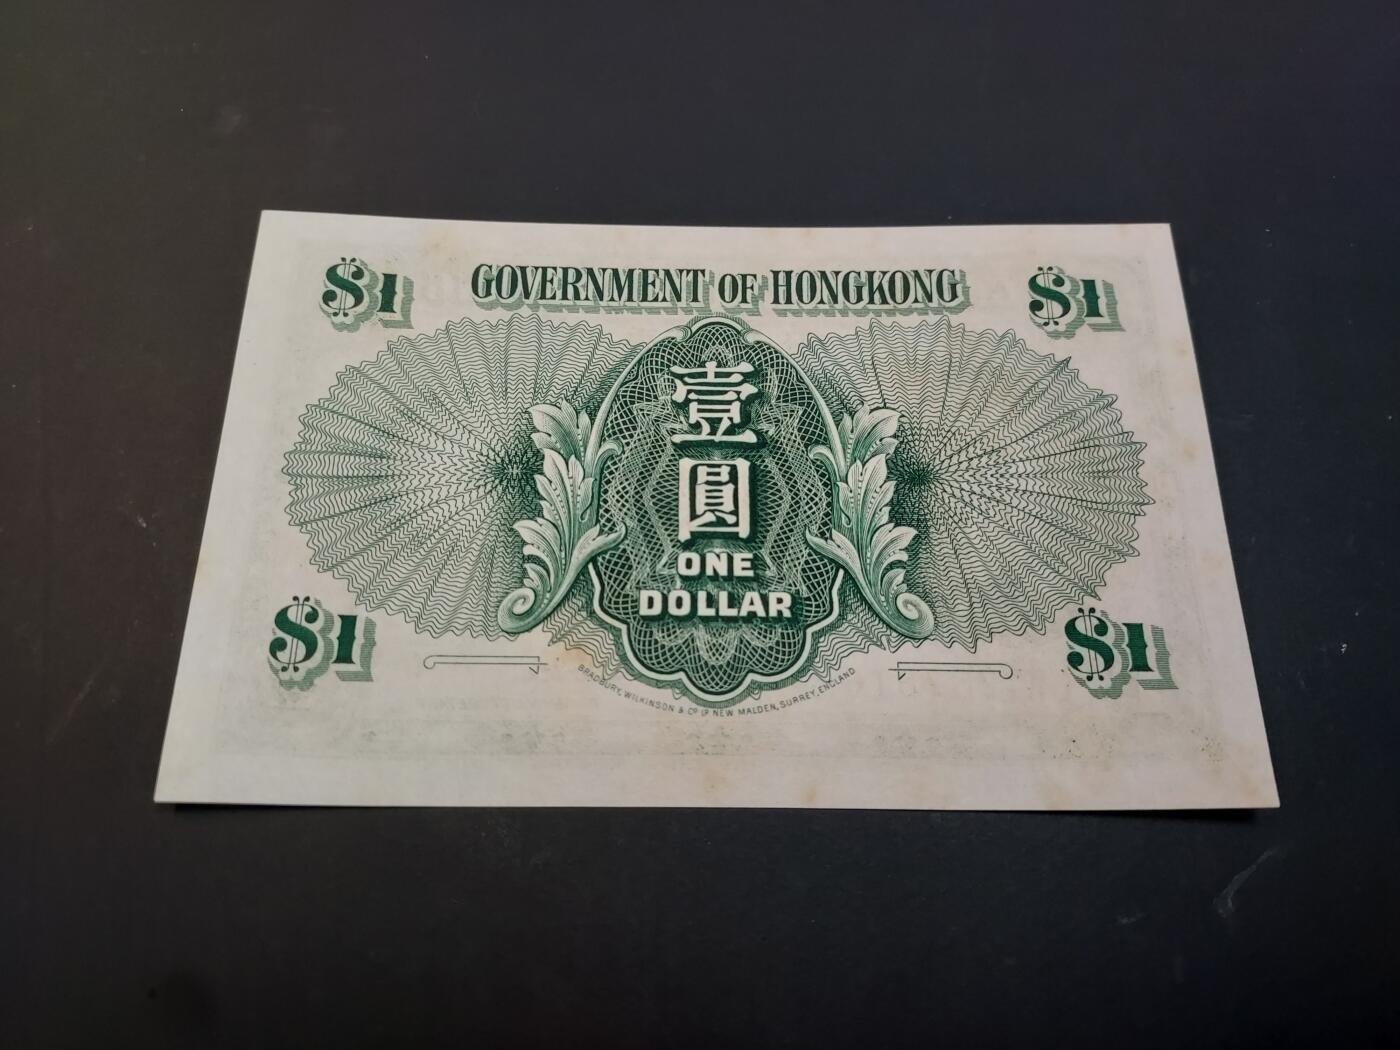 $1 GOVERNMENT OF HONGKONG $1
壹
圓
ONE
DOLLAR
$1 $1
BRADBURY, WILKINSON & Cº Lᵈ NEW MALDEN, SURREY, ENGLAND